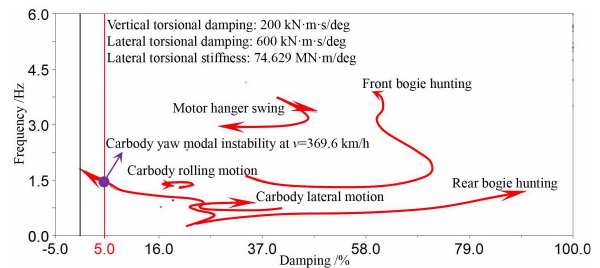 6.0
Vertical torsional damping: 200 kN·m·s/deg
Lateral torsional damping: 600 kN·m·s/deg
Lateral torsional stiffness: 74.629 MN·m/deg
4.5
Front bogie hunting
Motor hanger swing
3.0
Carbody yaw modal instability at v=369.6 km/h
Carbody rolling motion
1.5
Rear bogie hunting
Carbody lateral motion
0.0
Frequency /Hz
-5.0 5.0 16.0 37.0 58.0 79.0 100.0
Damping /%